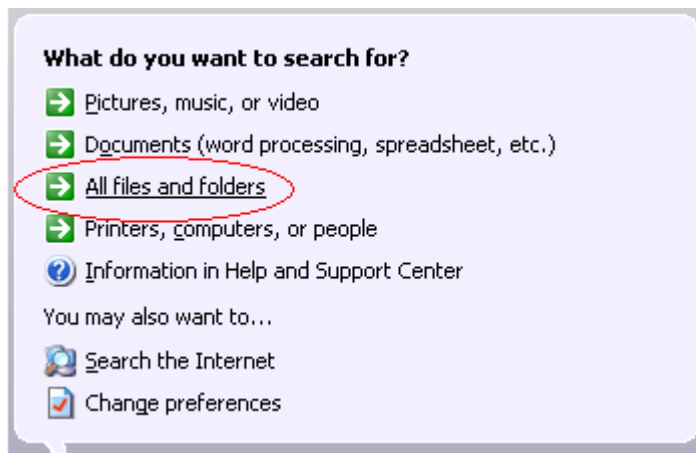 What do you want to search for?
Pictures, music, or video
Documents (word processing, spreadsheet, etc.)
All files and folders
Printers, computers, or people
Information in Help and Support Center
You may also want to...
Search the Internet
Change preferences